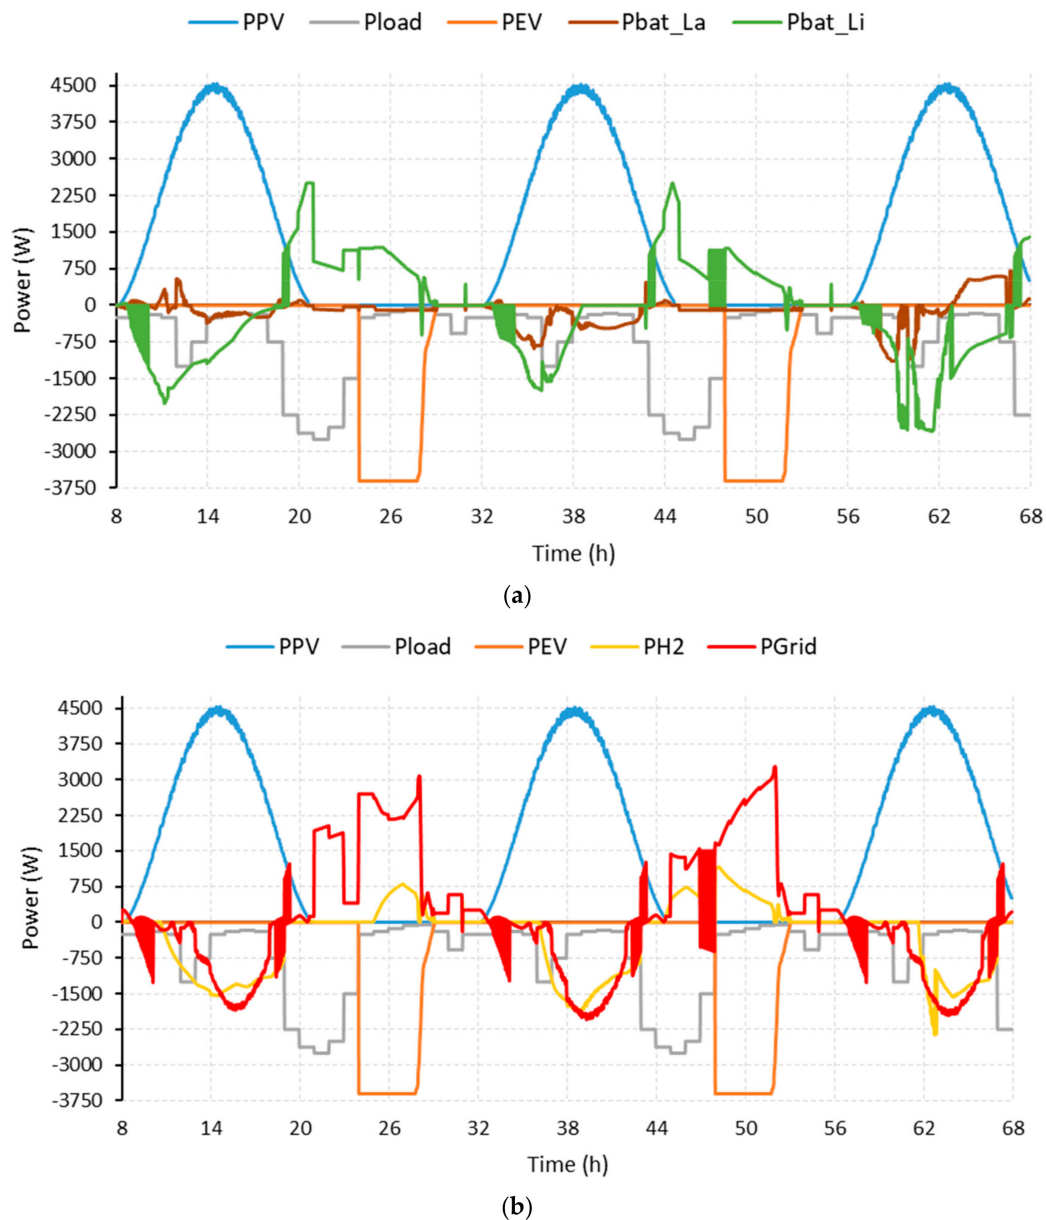 PPV Pload PEV Pbat_La Pbat_Li
4500
3750
3000
2250
1500
750
0
-750
-1500
-2250
-3000
-3750
Power (W)
8 14 20 26 32 38 44 50 56 62 68
Time (h)
(a)
PPV Pload PEV PH2 PGrid
4500
3750
3000
2250
1500
750
0
-750
-1500
-2250
-3000
-3750
Power (W)
8 14 20 26 32 38 44 50 56 62 68
Time (h)
(b)